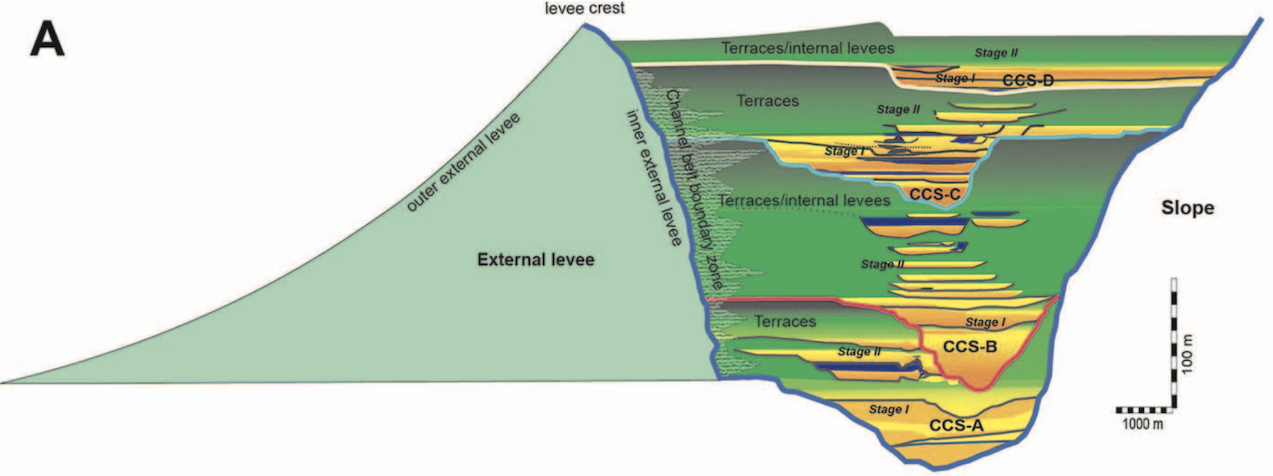 A
levee crest
Terraces/internal levees
Stage II
Stage I
CCS-D
Terraces
Stage II
Channel belt boundary zone
inner external levee
outer external levee
Stage I
CCS-C
Terraces/internal levees
Slope
External levee
Stage II
Terraces
Stage I
CCS-B
Stage II
100 m
Stage I
CCS-A
1000 m